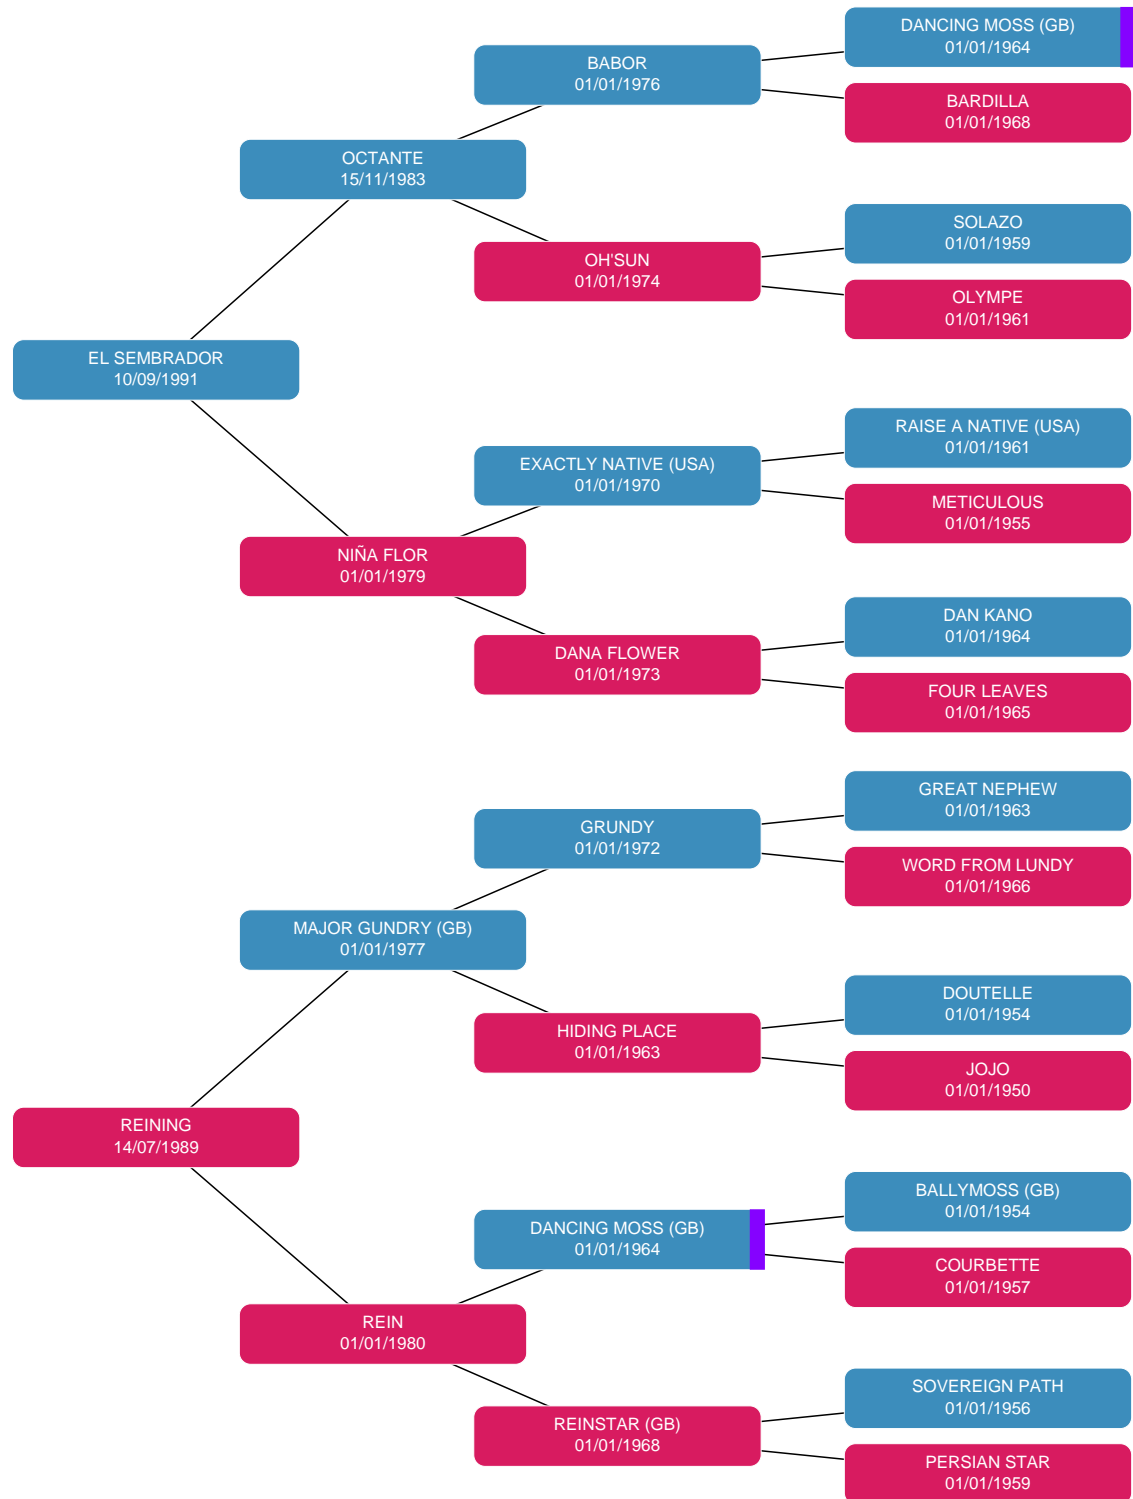 DANCING MOSS (GB)
01/01/1964
BABOR
01/01/1976
BARDILLA
01/01/1968
OCTANTE
15/11/1983
SOLAZO
01/01/1959
OH'SUN
01/01/1974
OLYMPE
01/01/1961
EL SEMBRADOR
10/09/1991
RAISE A NATIVE (USA)
01/01/1961
EXACTLY NATIVE (USA)
01/01/1970
METICULOUS
01/01/1955
NIÑA FLOR
01/01/1979
DAN KANO
01/01/1964
DANA FLOWER
01/01/1973
FOUR LEAVES
01/01/1965
GREAT NEPHEW
01/01/1963
GRUNDY
01/01/1972
WORD FROM LUNDY
01/01/1966
MAJOR GUNDRY (GB)
01/01/1977
DOUTELLE
01/01/1954
HIDING PLACE
01/01/1963
JOJO
01/01/1950
REINING
14/07/1989
BALLYMOSS (GB)
01/01/1954
DANCING MOSS (GB)
01/01/1964
COURBETTE
01/01/1957
REIN
01/01/1980
SOVEREIGN PATH
01/01/1956
REINSTAR (GB)
01/01/1968
PERSIAN STAR
01/01/1959